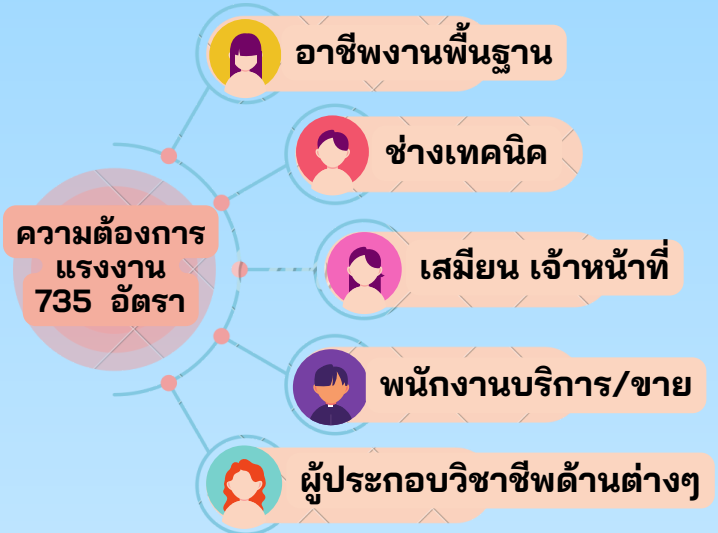 อาชีพงานพื้นฐาน
ช่างเทคนิค
ความต้องการ
แรงงาน
735 อัตรา
เสมียน เจ้าหน้าที่
พนักงานบริการ/ขาย
ผู้ประกอบวิชาชีพด้านต่างๆ